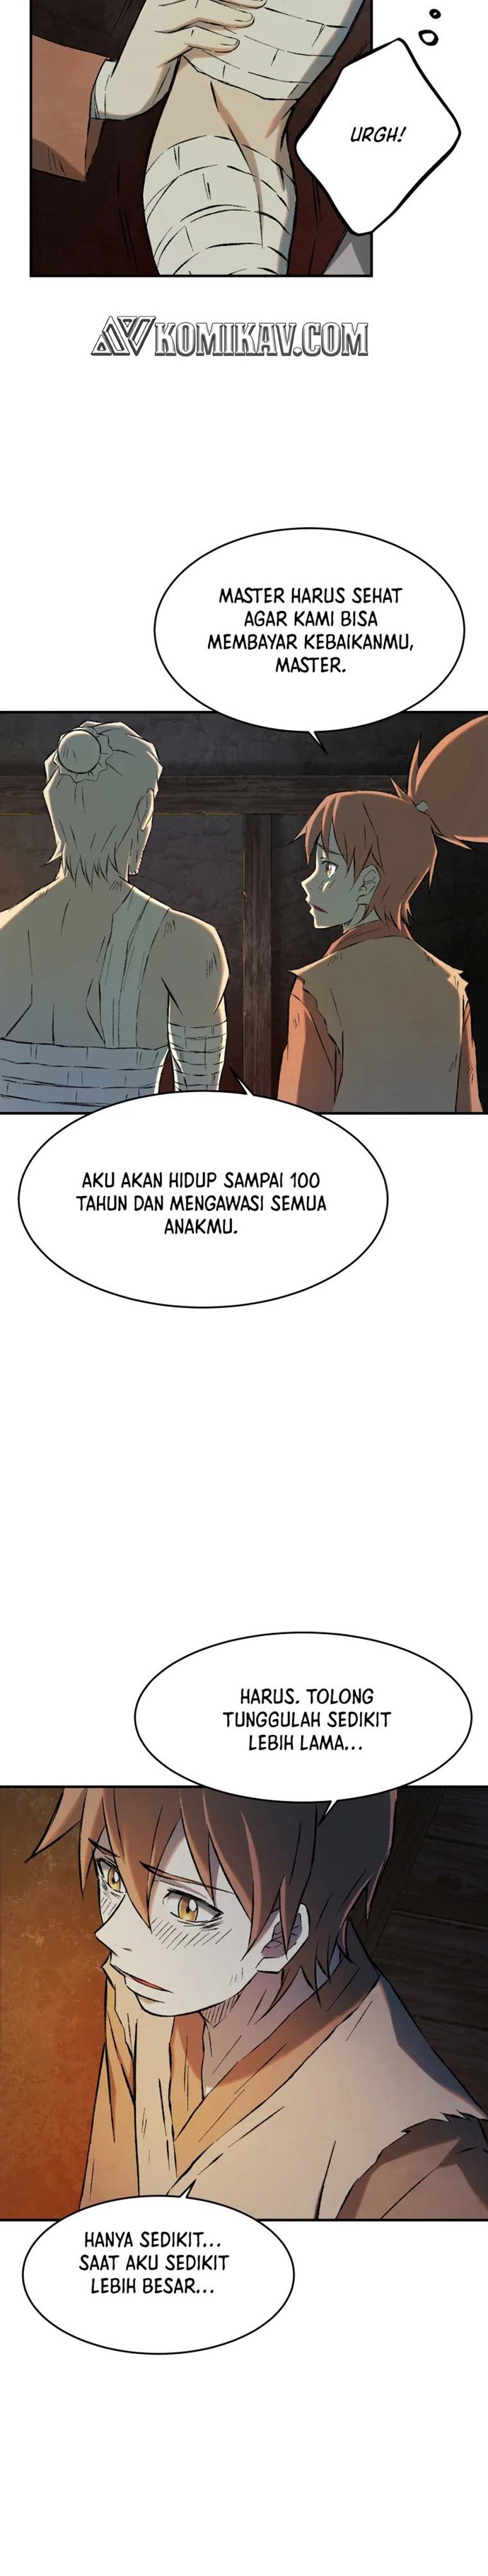 URGH!
KOMIKAV.COM
MASTER HARUS SEHAT
AGAR KAMI BISA
MEMBAYAR KEBAIKANMU,
MASTER.
AKU AKAN HIDUP SAMPAI 100
TAHUN DAN MENGAWASI SEMUA
ANAKMU.
HARUS. TOLONG
TUNGGULAH SEDIKIT
LEBIH LAMA...
HANYA SEDIKIT...
SAAT AKU SEDIKIT
LEBIH BESAR...